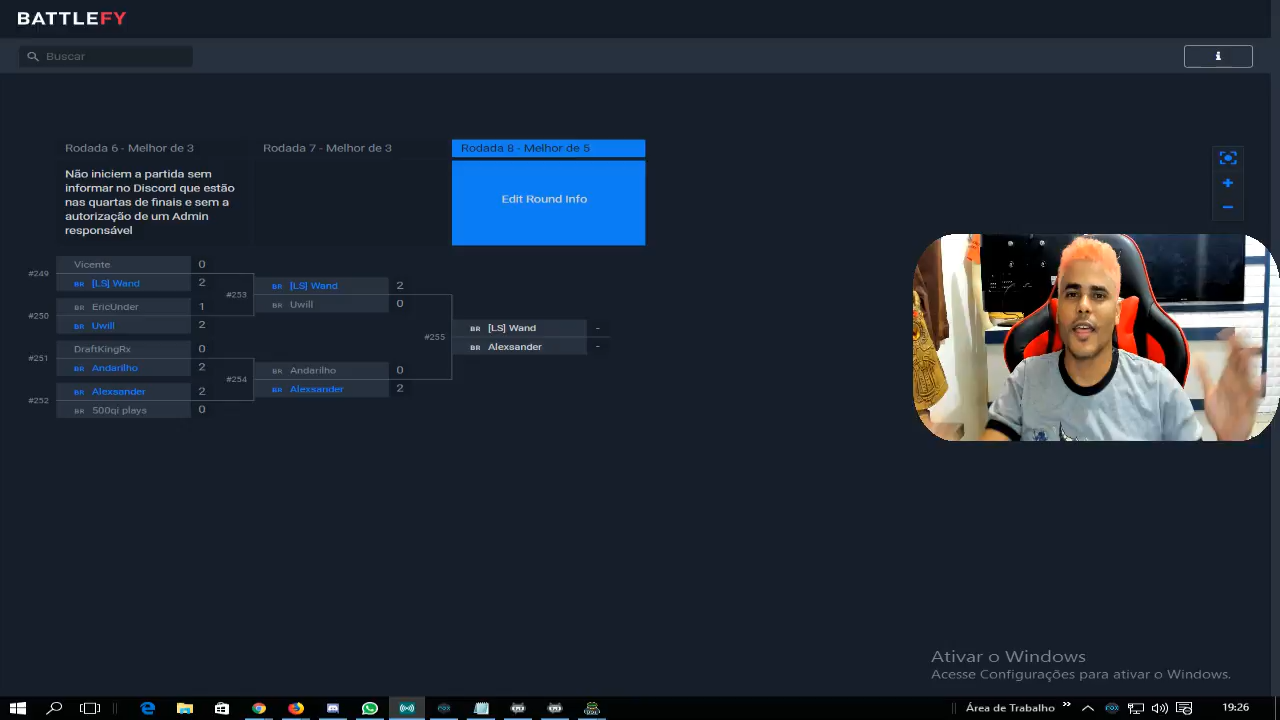 BATTLEFY
Buscar
i
Rodada 6 - Melhor de 3
Rodada 7 - Melhor de 3
Rodada 8 - Melhor de 5
Não iniciem a partida sem
informar no Discord que estão
nas quartas de finais e sem a
autorização de um Admin
responsável
Edit Round Info
#249
Vicente 0
BR [LS] Wand 2
#250
BR EricUnder 1
BR Uwill 2
#251
DraftKingRx 0
BR Andarilho 2
#252
BR Alexsander 2
BR 500qi plays 0
#253
BR [LS] Wand 2
BR Uwill 0
#254
BR Andarilho 0
BR Alexsander 2
#255
BR [LS] Wand -
BR Alexsander -
Ativar o Windows
Acesse Configurações para ativar o Windows.
Área de Trabalho
19:26